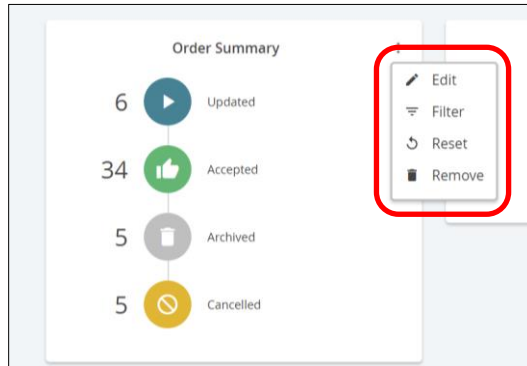 Order Summary
6 Updated
34 Accepted
5 Archived
5 Cancelled
Edit
Filter
Reset
Remove